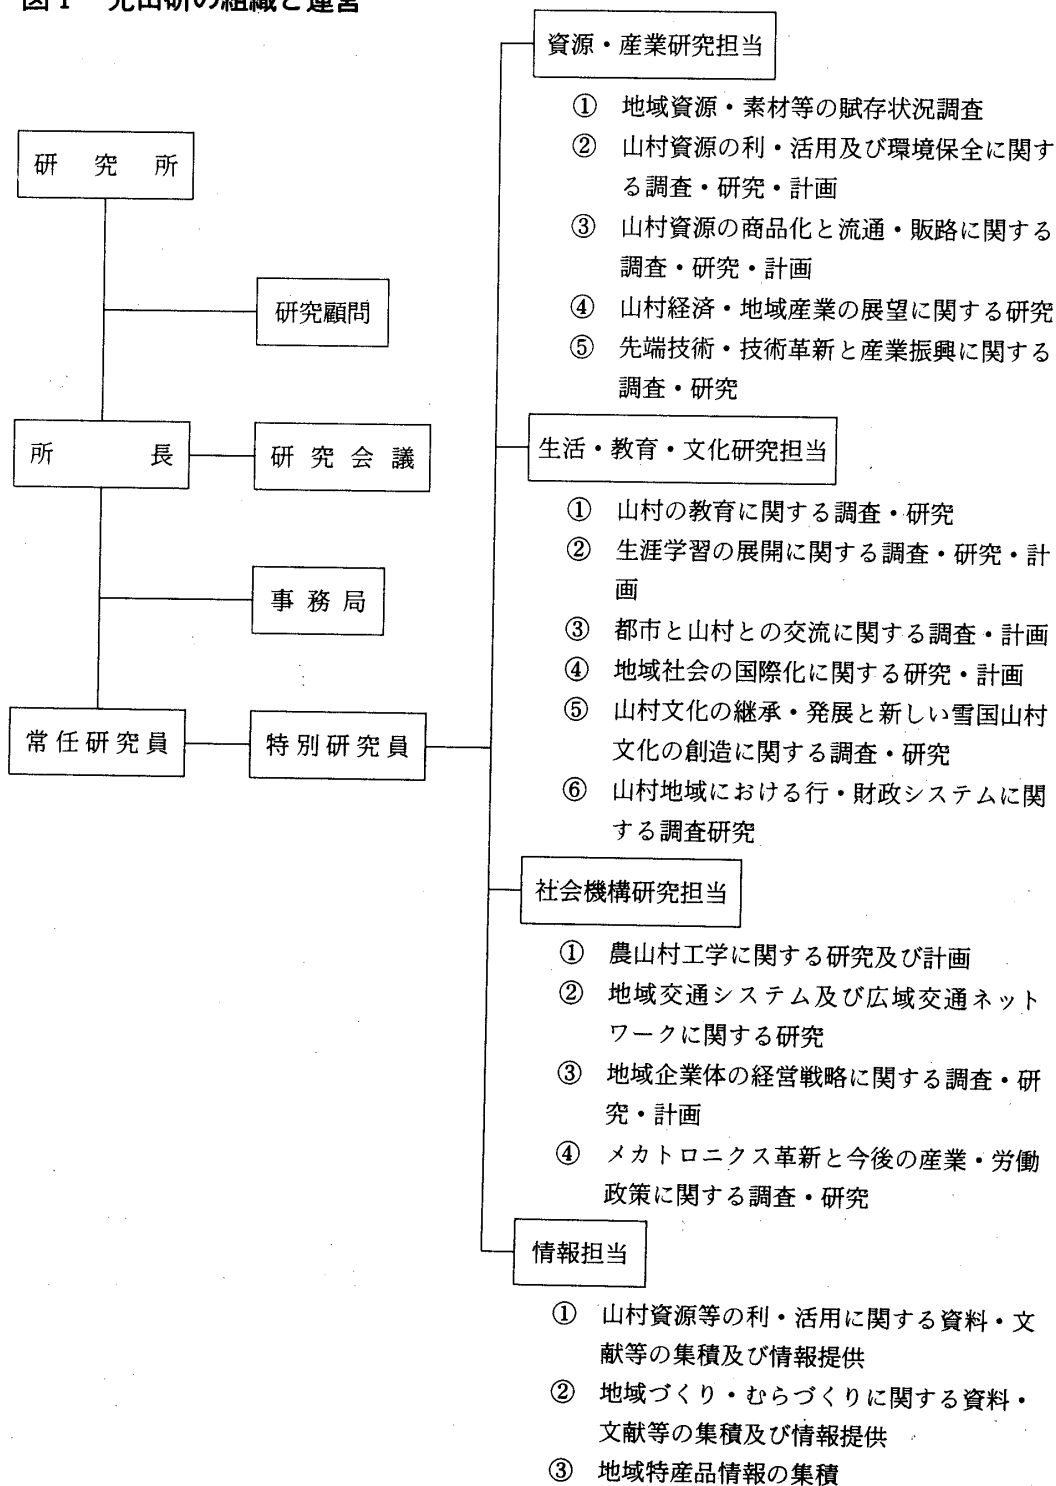 図1 先山研の組織と運営
研究所
研究顧問
所長
研究会議
事務局
常任研究員
特別研究員
資源・産業研究担当
① 地域資源・素材等の賦存状況調査
② 山村資源の利・活用及び環境保全に関す
る調査・研究・計画
③ 山村資源の商品化と流通・販路に関する
調査・研究・計画
④ 山村経済・地域産業の展望に関する研究
⑤ 先端技術・技術革新と産業振興に関する
調査・研究
生活・教育・文化研究担当
① 山村の教育に関する調査・研究
② 生涯学習の展開に関する調査・研究・計
画
③ 都市と山村との交流に関する調査・計画
④ 地域社会の国際化に関する研究・計画
⑤ 山村文化の継承・発展と新しい雪国山村
文化の創造に関する調査・研究
⑥ 山村地域における行・財政システムに関
する調査研究
社会機構研究担当
① 農山村工学に関する研究及び計画
② 地域交通システム及び広域交通ネット
ワークに関する研究
③ 地域企業体の経営戦略に関する調査・研
究・計画
④ メカトロニクス革新と今後の産業・労働
政策に関する調査・研究
情報担当
① 山村資源等の利・活用に関する資料・文
献等の集積及び情報提供
② 地域づくり・むらづくりに関する資料・
文献等の集積及び情報提供
③ 地域特産品情報の集積